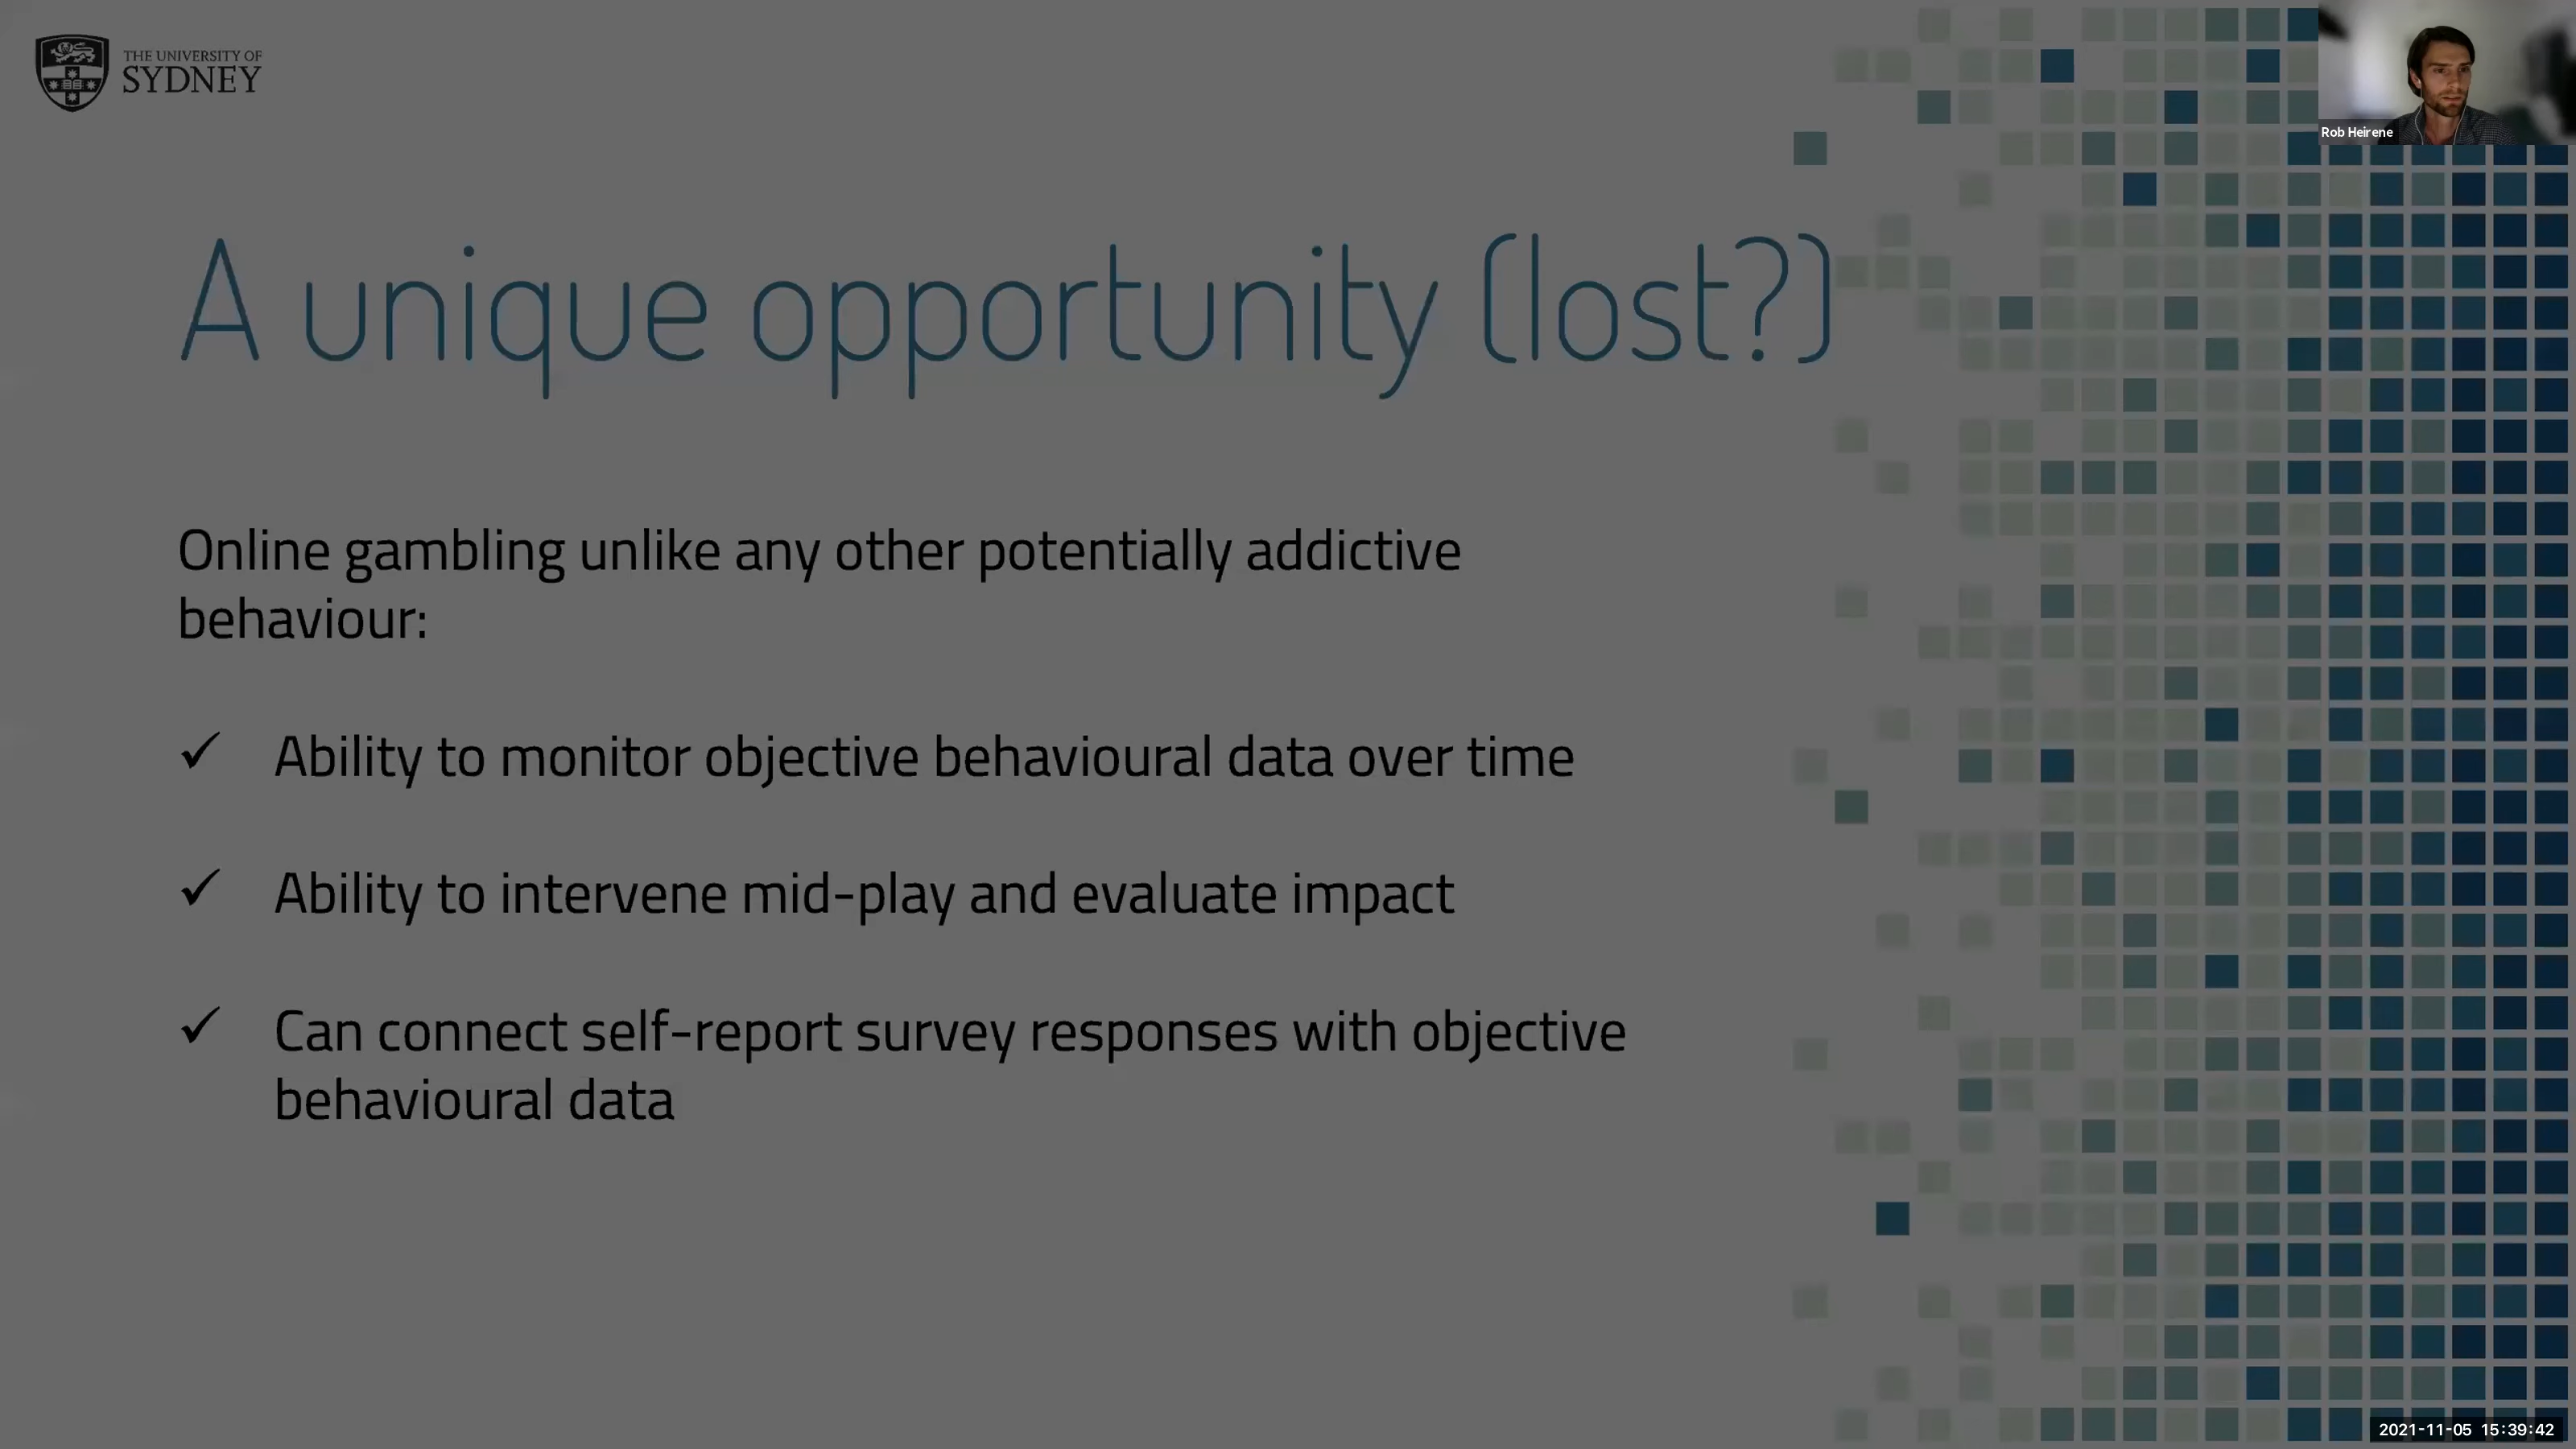 THE UNIVERSITY OF
SYDNEY
Rob Heirene
A unique opportunity (lost?)
Online gambling unlike any other potentially addictive
behaviour:
✓ Ability to monitor objective behavioural data over time
✓ Ability to intervene mid-play and evaluate impact
✓ Can connect self-report survey responses with objective
behavioural data
2021-11-05 15:39:42